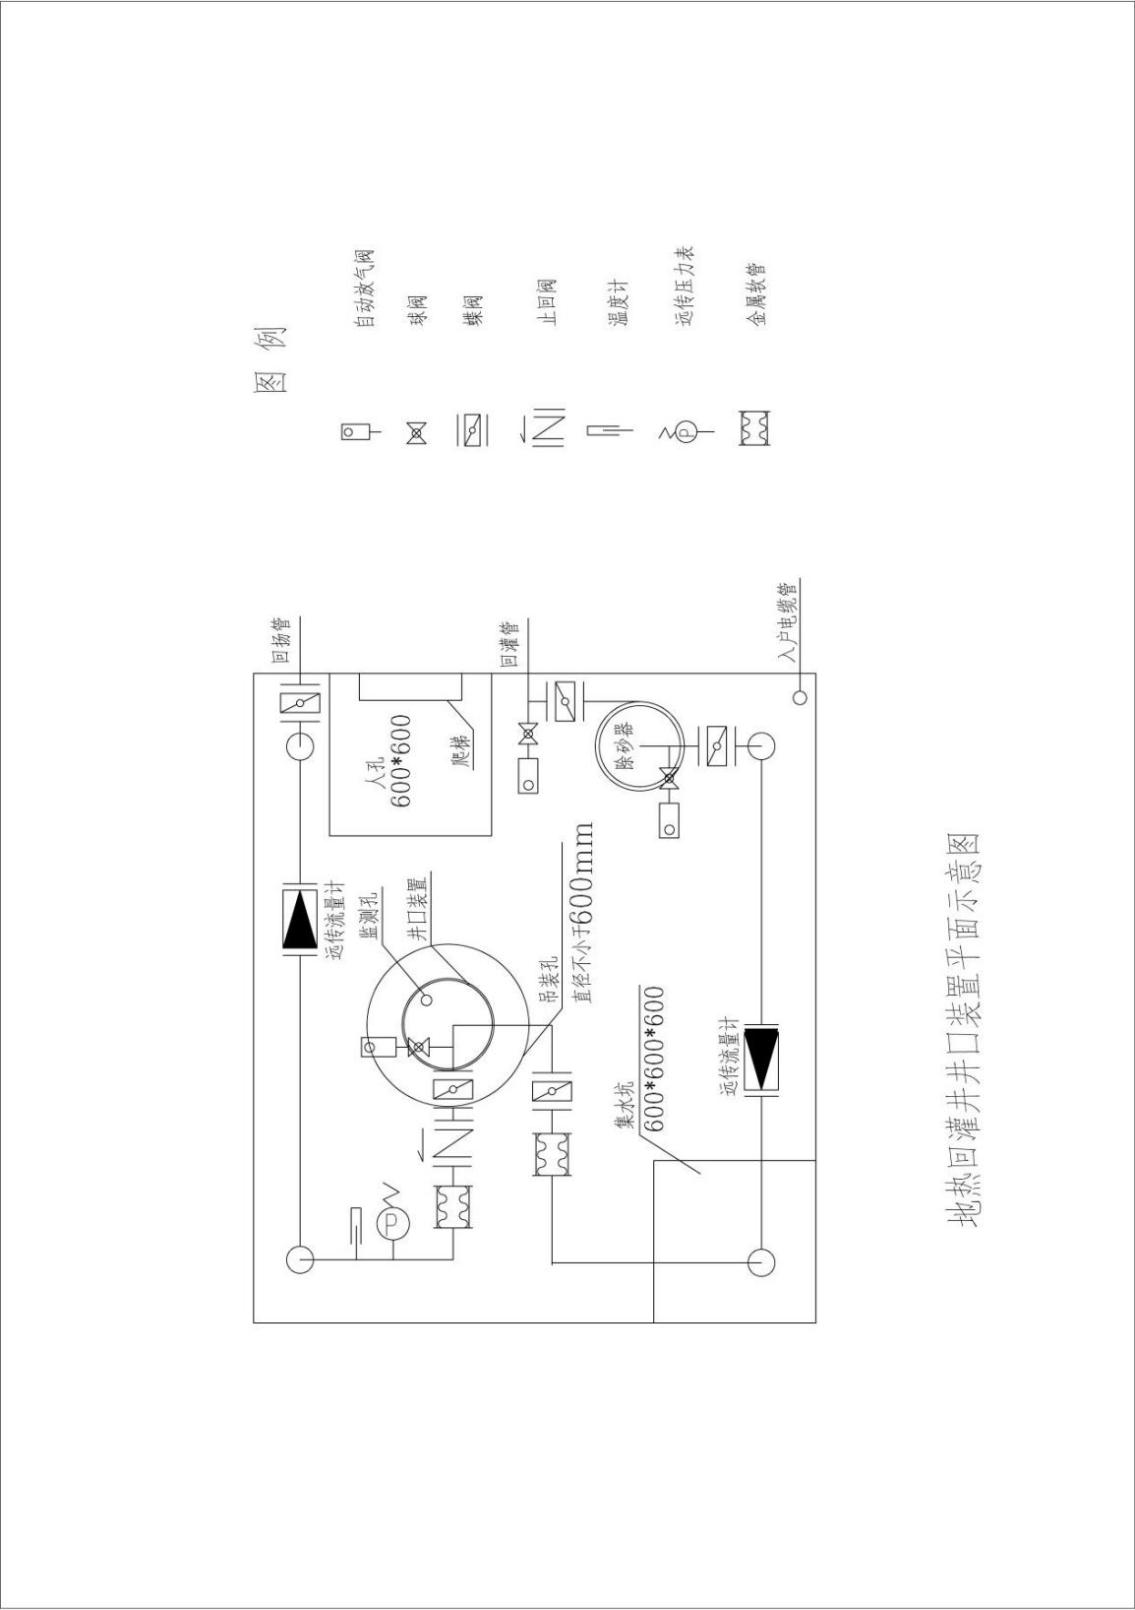 图 例
自动放气阀
球阀
蝶阀
止回阀
温度计
P
远传压力表
金属软管
回扬管
人孔
600*600
爬梯
回灌管
除砂器
入户电缆管
远传流量计
监测孔
井口装置
吊装孔
直径不小于600mm
P
集水坑
600*600*600
远传流量计
地热回灌井井口装置平面示意图